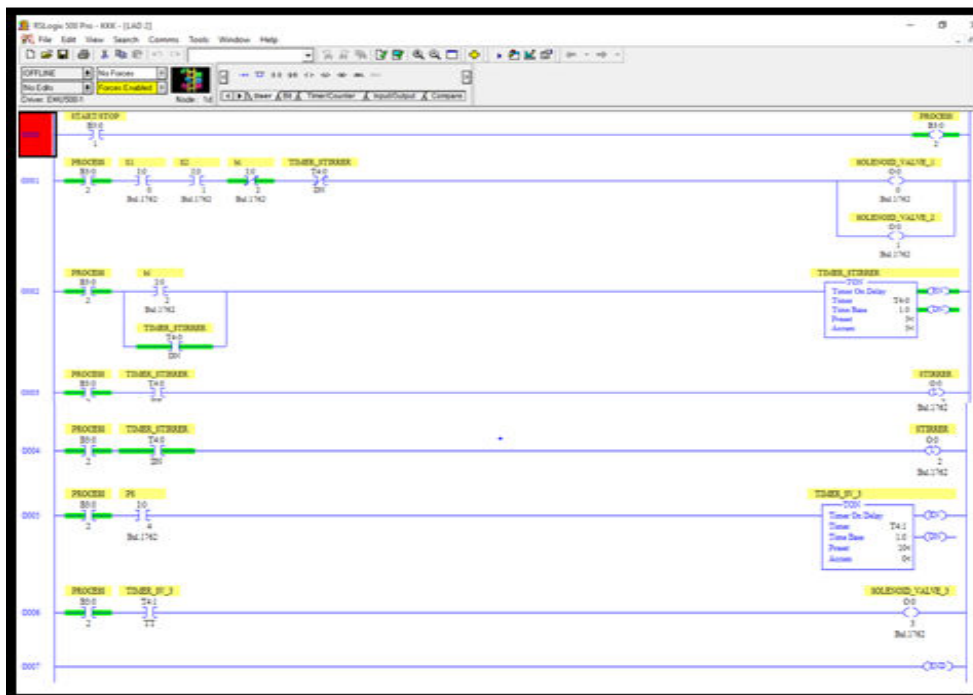 RSLogix 500 Pro - KKK - [LAD 2]
File Edit View Search Comms Tools Window Help
OFFLINE No Forces
No Edits Forces Enabled
Driver: EMU500-1 Node: 1d
User Bit Timer/Counter Input/Output Compare
START/STOP PROCESS
B3:0 B3:0
1 2
0001
PROCESS S1 S2 TIMER_STIRRER SOLENOID_VALVE_1
B3:0 I:0 I:0 I:0 T4:0 O:0
2 0 1 2 DN 0
Bul.1762 Bul.1762 Bul.1762 Bul.1762
SOLENOID_VALVE_2
O:0
1
Bul.1762
0002
PROCESS TIMER_STIRRER
B3:0 I:0 TON
2 2 Timer On Delay EN
Bul.1762 Timer T4:0
Time Base 1.0 DN
TIMER_STIRRER Preset
T4:0 Accum
DN
0003
PROCESS TIMER_STIRRER STIRRER
B3:0 T4:0 O:0
Bul.1762
0004
PROCESS TIMER_STIRRER STIRRER
B3:0 T4:0 O:0
2 DN 2
Bul.1762
0005
PROCESS TIMER_SV_3
B3:0 I:0 TON
2 4 Timer On Delay EN
Bul.1762 Timer T4:1
Time Base 1.0 DN
Preset 10<
Accum 0<
0006
PROCESS TIMER_SV_3 SOLENOID_VALVE_3
B3:0 T4:1 O:0
2 TT 3
Bul.1762
0007 END